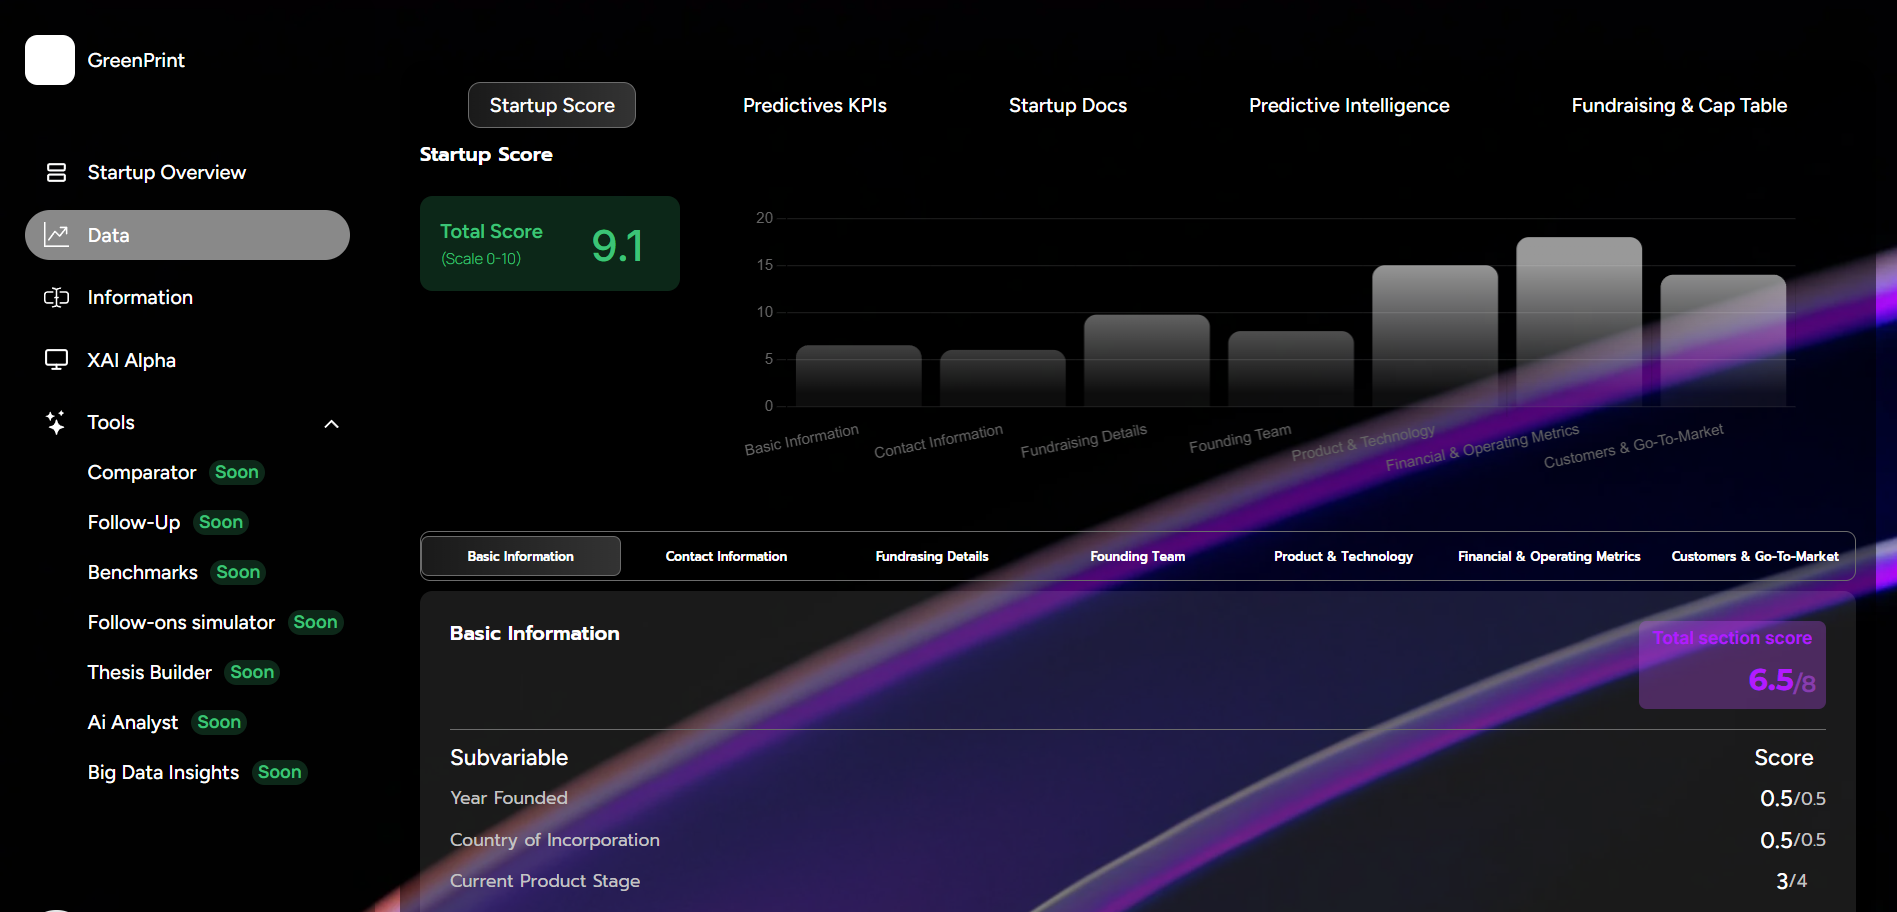 GreenPrint
Startup Overview
Data
Information
XAI Alpha
Tools
Comparator Soon
Follow-Up Soon
Benchmarks Soon
Follow-ons simulator Soon
Thesis Builder Soon
Ai Analyst Soon
Big Data Insights Soon
Startup Score Predictives KPIs Startup Docs Predictive Intelligence Fundraising & Cap Table
Startup Score
Total Score
(Scale 0-10)
9.1
20
15
10
5
0
Basic Information
Contact Information
Fundraising Details
Founding Team
Product & Technology
Financial & Operating Metrics
Customers & Go-To-Market
Basic Information Contact Information Fundrasing Details Founding Team Product & Technology Financial & Operating Metrics Customers & Go-To-Market
Basic Information
Total section score
6.5/8
Subvariable Score
Year Founded 0.5/0.5
Country of Incorporation 0.5/0.5
Current Product Stage 3/4